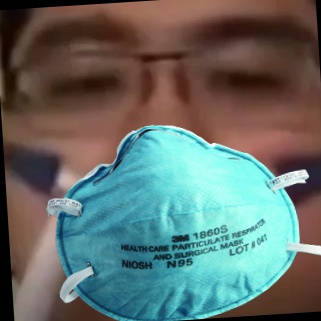 3M 1860S
HEALTH CARE PARTICULATE RESPIRATOR
AND SURGICAL MASK
NIOSH N95 LOT # 041